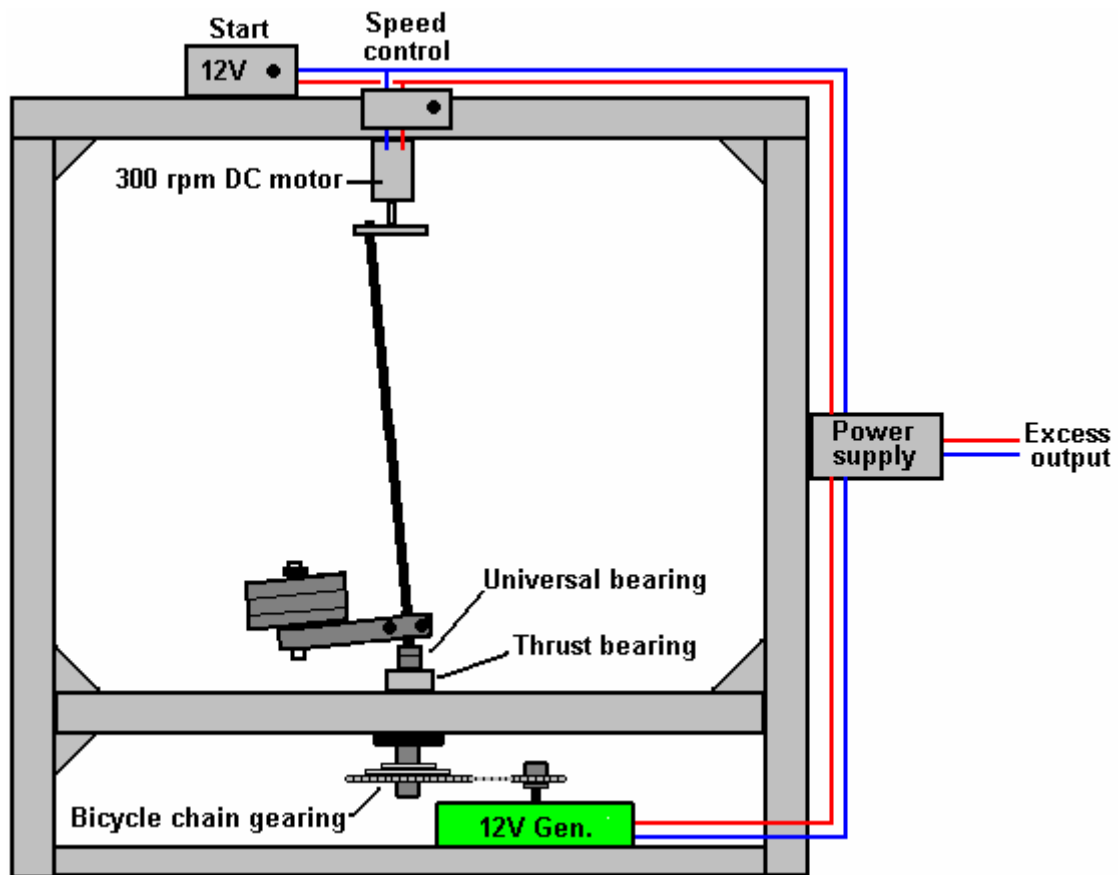 Start
12V
Speed
control
300 rpm DC motor
Power
supply
Excess
output
Universal bearing
Thrust bearing
Bicycle chain gearing
12V Gen.